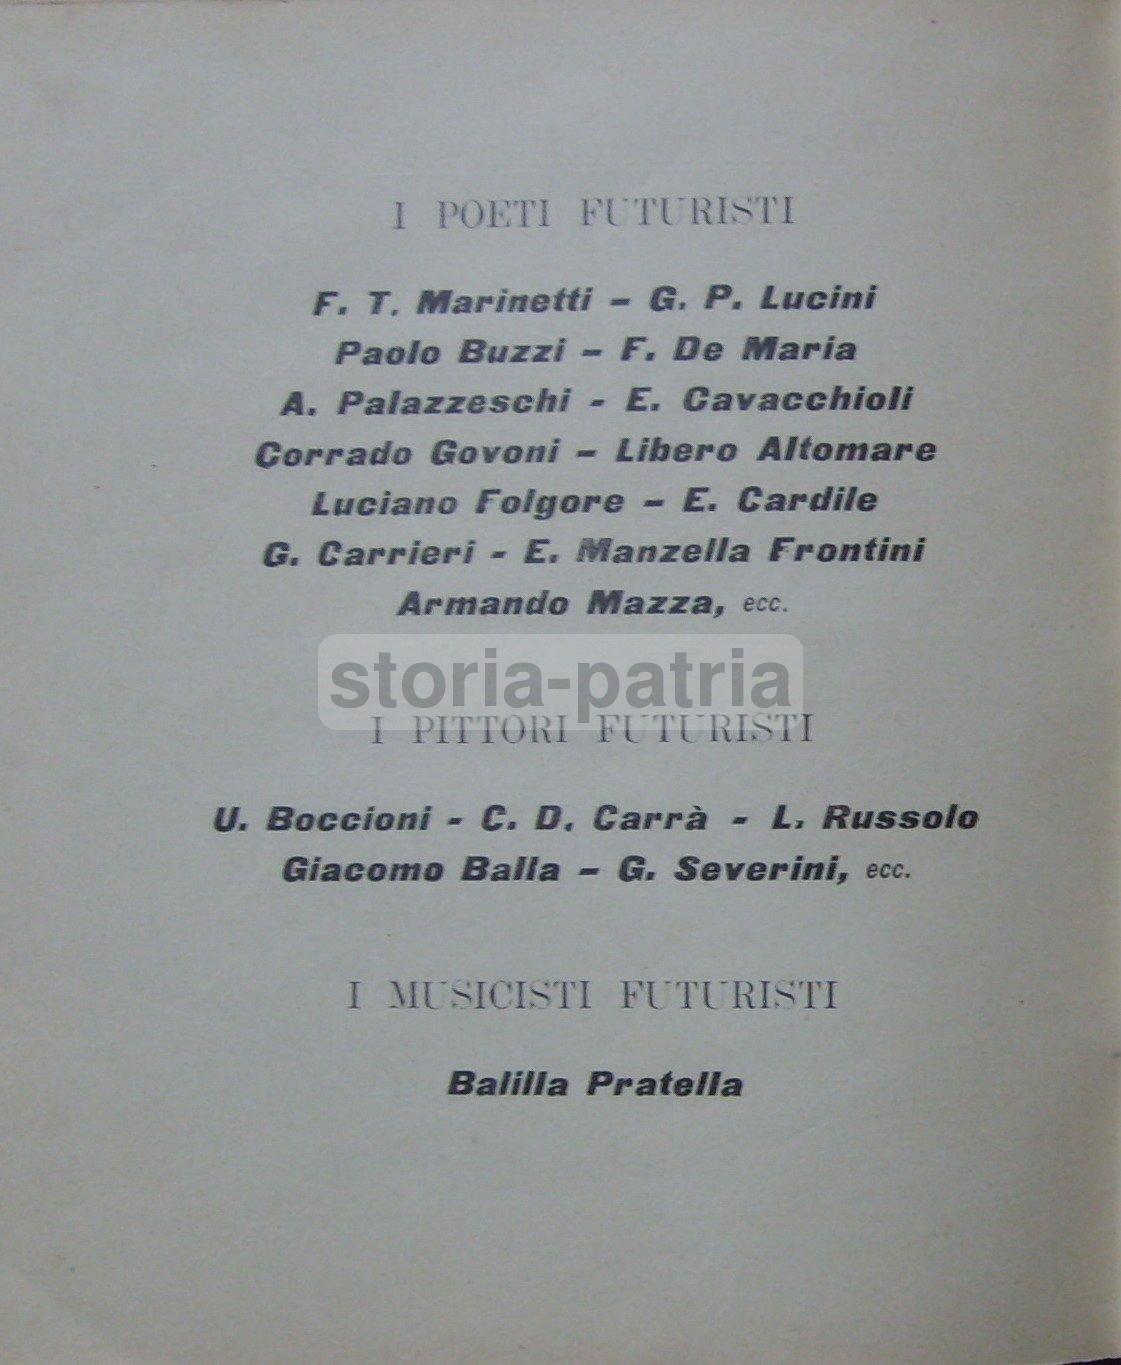 I POETI FUTURISTI
F. T. Marinetti – G. P. Lucini
Paolo Buzzi – F. De Maria
A. Palazzeschi - E. Cavacchioli
Corrado Govoni – Libero Altomare
Luciano Folgore – E. Cardile
G. Carrieri - E. Manzella Frontini
Armando Mazza, ecc.
storia-patria
I PITTORI FUTURISTI
U. Boccioni - C. D. Carrà - L. Russolo
Giacomo Balla – G. Severini, ecc.
I MUSICISTI FUTURISTI
Balilla Pratella